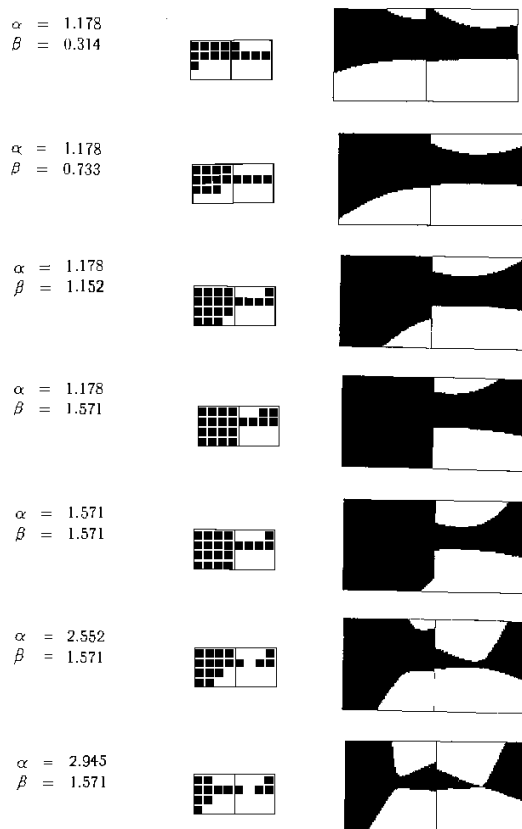 α = 1.178
β = 0.314
α = 1.178
β = 0.733
α = 1.178
β = 1.152
α = 1.178
β = 1.571
α = 1.571
β = 1.571
α = 2.552
β = 1.571
α = 2.945
β = 1.571